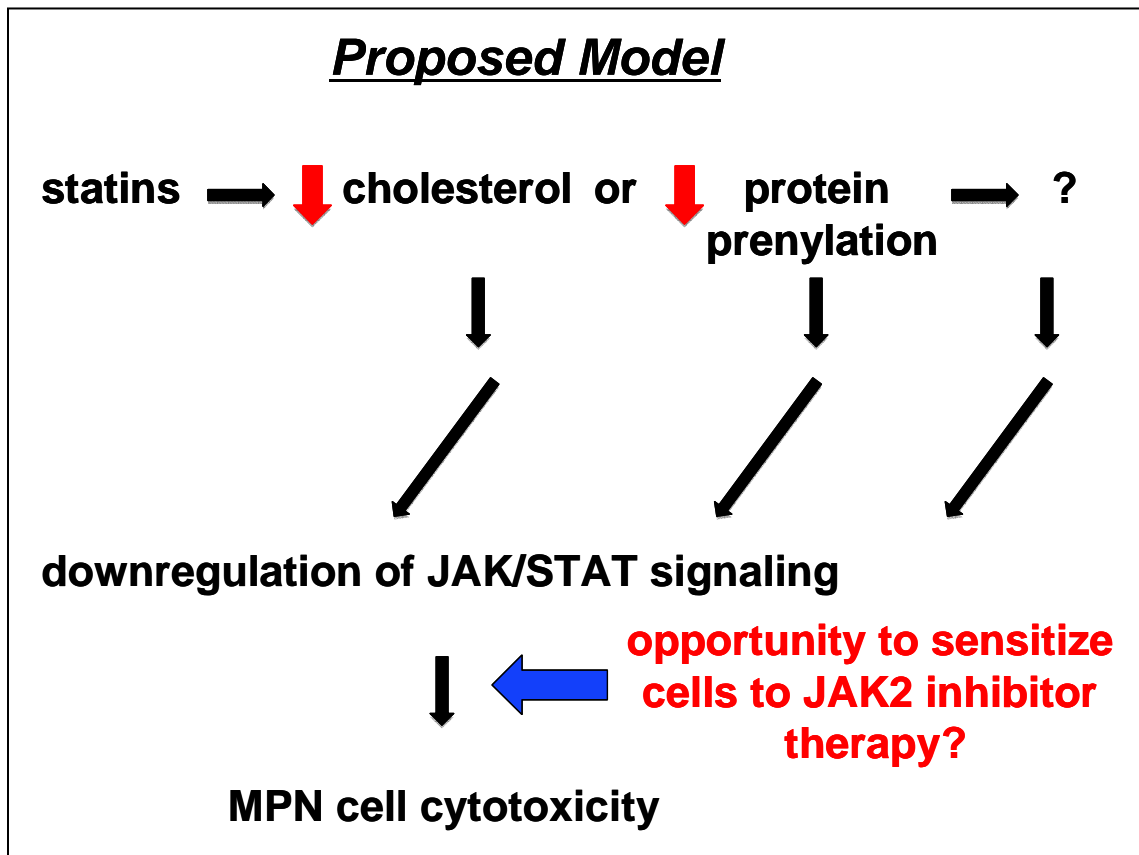 Proposed Model
statins cholesterol or protein ?
prenylation
downregulation of JAK/STAT signaling
opportunity to sensitize
cells to JAK2 inhibitor
therapy?
MPN cell cytotoxicity